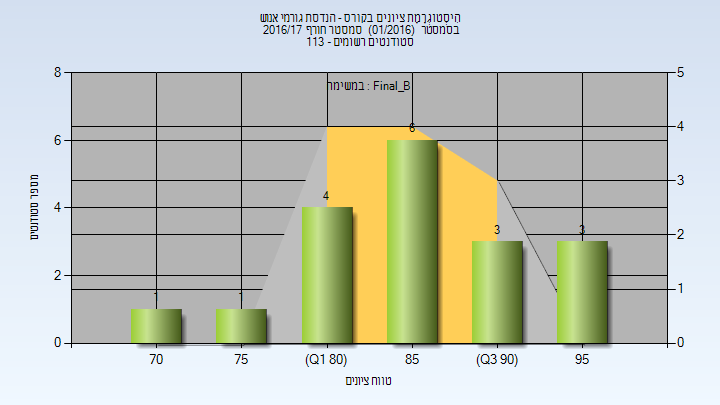 הִיסְטוֹגְרָמַת ציונים בקורס - הנדסת גורמי אנוש
בסמסטר (01/2016) סמסטר חורף 2016/17
סטודנטים רשומים - 113
במשימה : Final_B
מספר סטודנטים
8
6
4
2
0
5
4
3
2
1
0
1
1
4
6
3
3
70
75
(Q1 80)
85
(Q3 90)
95
טווח ציונים